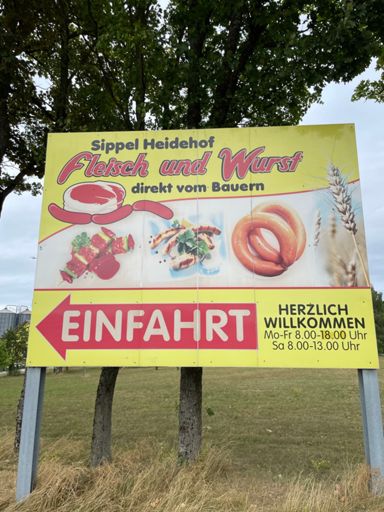 Sippel Heidehof
Fleisch und Wurst
direkt vom Bauern
EINFAHRT
HERZLICH
WILLKOMMEN
Mo-Fr 8.00-18.00 Uhr
Sa 8.00-13.00 Uhr